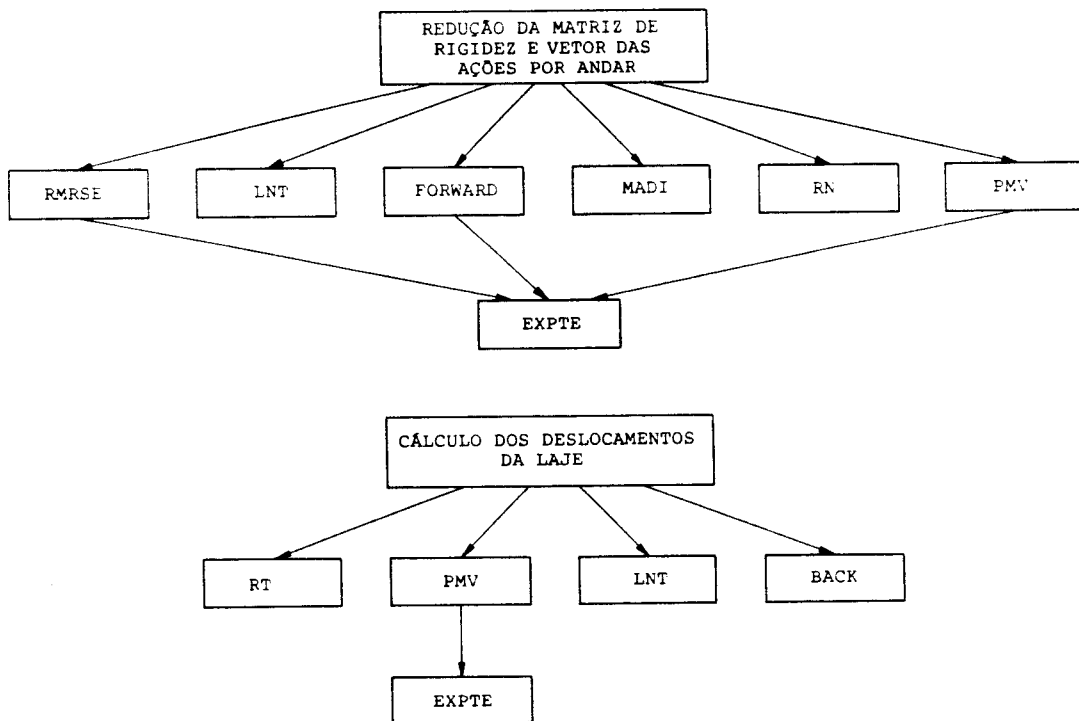 REDUÇÃO DA MATRIZ DE
RIGIDEZ E VETOR DAS
AÇÕES POR ANDAR
RMRSE
LNT
FORWARD
MADI
RN
PMV
EXPTE
CÁLCULO DOS DESLOCAMENTOS
DA LAJE
RT
PMV
LNT
BACK
EXPTE